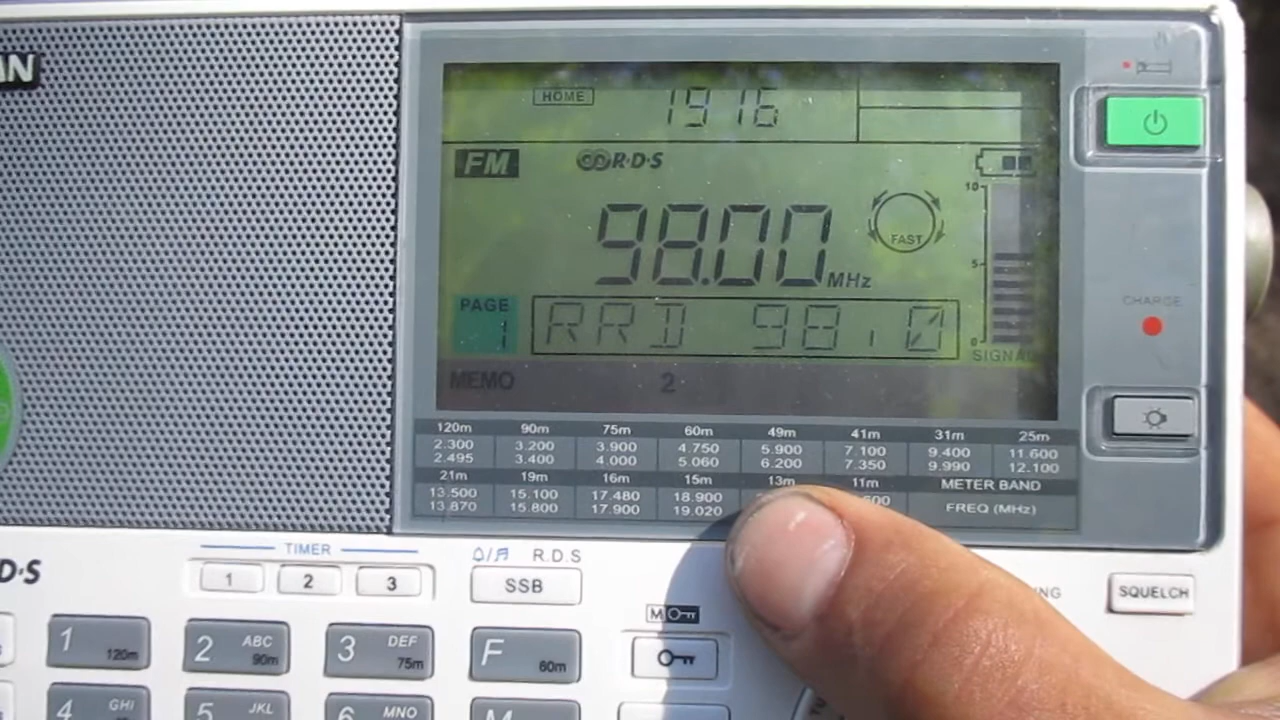 AN
HOME 1916
FM R·D·S
98.00 MHz
FAST
10
5
0
SIGNAL
PAGE
1
RRD 98.0
MEMO 2
CHARGE
120m 90m 75m 60m 49m 41m 31m 25m
2.300 3.200 3.900 4.750 5.900 7.100 9.400 11.600
2.495 3.400 4.000 5.060 6.200 7.350 9.990 12.100
21m 19m 16m 15m 13m 11m METER BAND
13.500 15.100 17.480 18.900 FREQ (MHz)
13.870 15.800 17.900 19.020
D·S
TIMER
1 2 3
R.D.S
SSB
SQUELCH
M
1 120m
2 ABC 90m
3 DEF 75m
F 60m
4 GHI
5 JKL
6 MNO
M